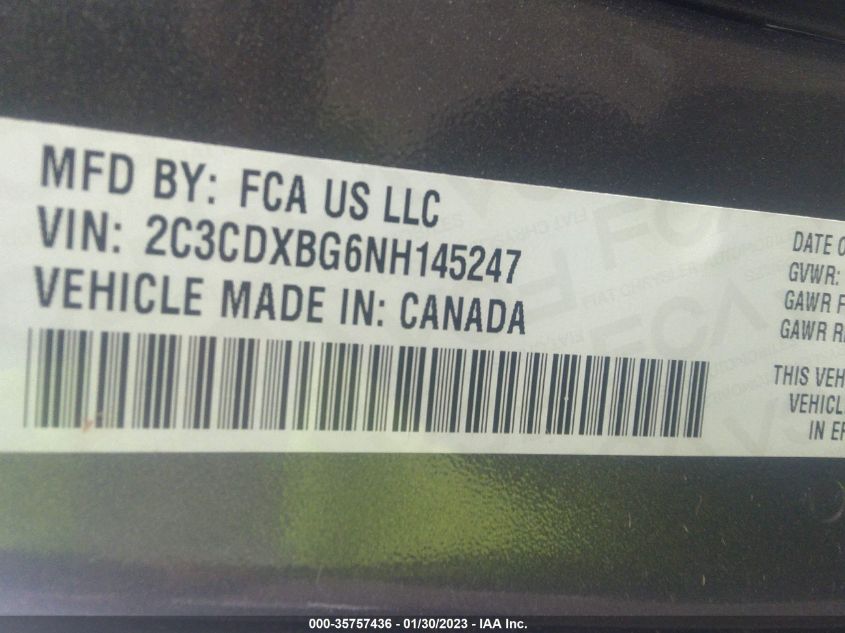 MFD BY: FCA US LLC
VIN: 2C3CDXBG6NH145247
VEHICLE MADE IN: CANADA
DATE O
GVWR:
GAWR F
GAWR R
THIS VEH
VEHICL
IN EF
000-35757436 - 01/30/2023 - IAA Inc.